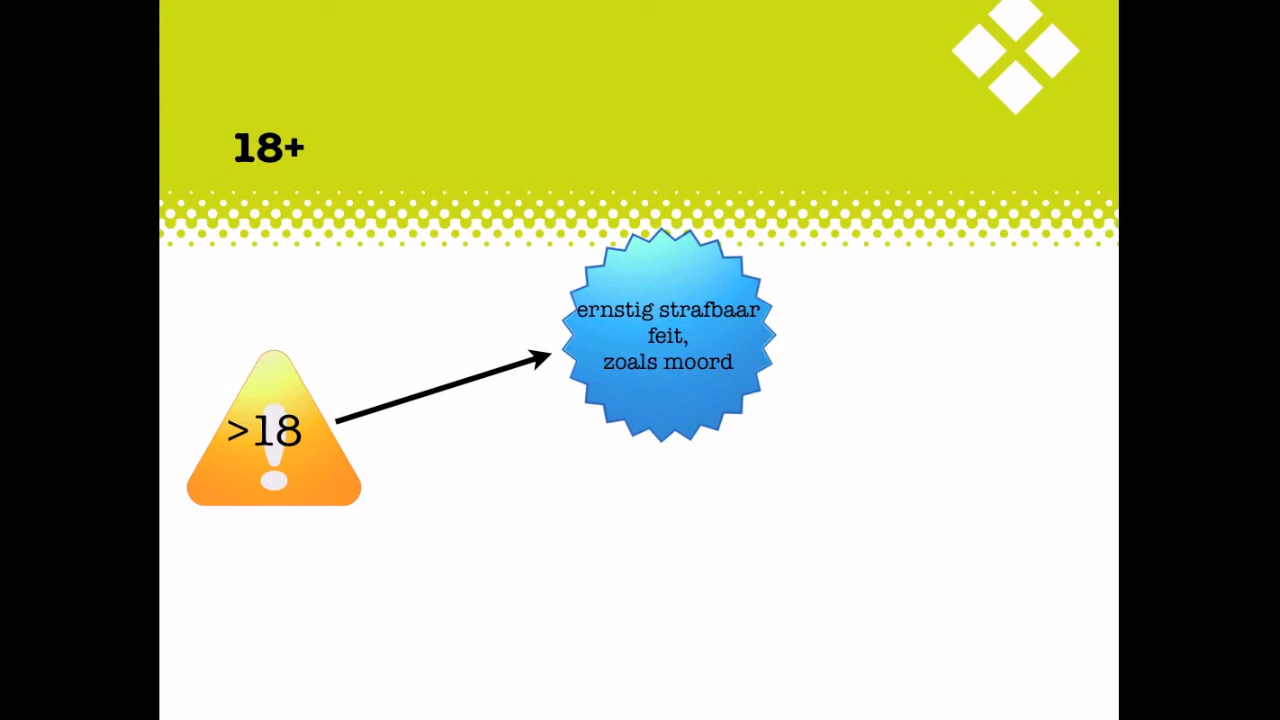 18+
ernstig strafbaar
feit,
zoals moord
>18